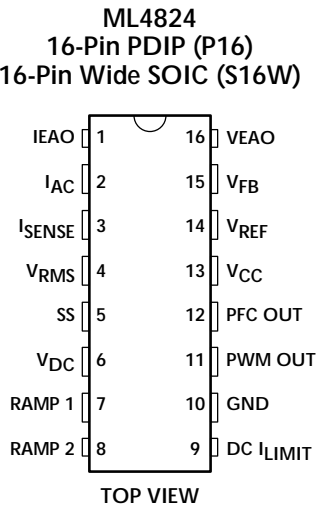 ML4824
16-Pin PDIP (P16)
16-Pin Wide SOIC (S16W)
IEAO 1 16 VEAO
IAC 2 15 VFB
ISENSE 3 14 VREF
VRMS 4 13 VCC
SS 5 12 PFC OUT
VDC 6 11 PWM OUT
RAMP 1 7 10 GND
RAMP 2 8 9 DC ILIMIT
TOP VIEW